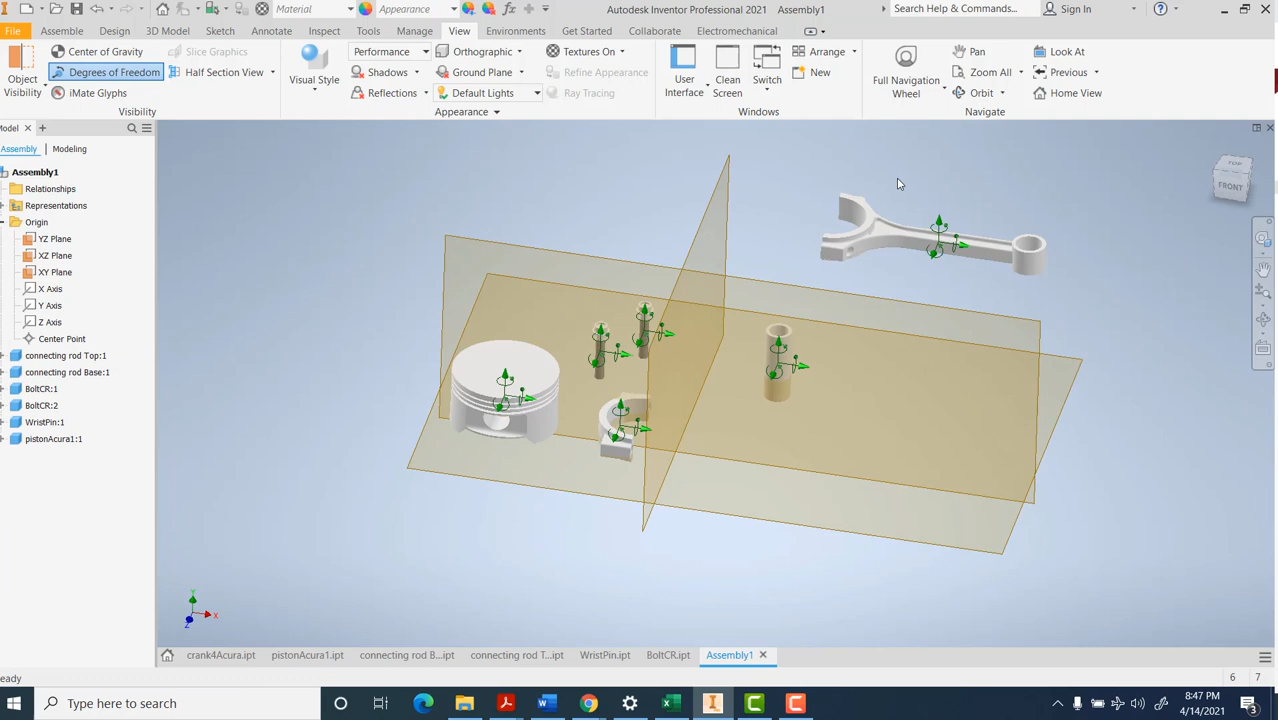 Material
Appearance
Autodesk Inventor Professional 2021 Assembly1
Search Help & Commands...
Sign In
File Assembly Design 3D Model Sketch Annotate Inspect Tools Manage View Environments Get Started Collaborate Electromechanical
Object
Visibility
Center of Gravity
Degrees of Freedom
iMate Glyphs
Slice Graphics
Half Section View
Visibility
Visual Style
Performance
Shadows
Reflections
Orthographic
Ground Plane
Default Lights
Textures On
Refine Appearance
Ray Tracing
Appearance
User
Interface
Clean
Screen
Switch
Arrange
New
Windows
Full Navigation
Wheel
Pan
Zoom All
Orbit
Look At
Previous
Home View
Navigate
Model
Assembly Modeling
Assembly1
Relationships
Representations
Origin
YZ Plane
XZ Plane
XY Plane
X Axis
Y Axis
Z Axis
Center Point
connecting rod Top:1
connecting rod Base:1
BoltCR:1
BoltCR:2
WristPin:1
pistonAcura1:1
TOP
FRONT
Y
X
Z
crank4Acura.ipt pistonAcura1.ipt connecting rod B...ipt connecting rod T...ipt WristPin.ipt BoltCR.ipt Assembly1
eady
6 7
Type here to search
8:47 PM
4/14/2021
3